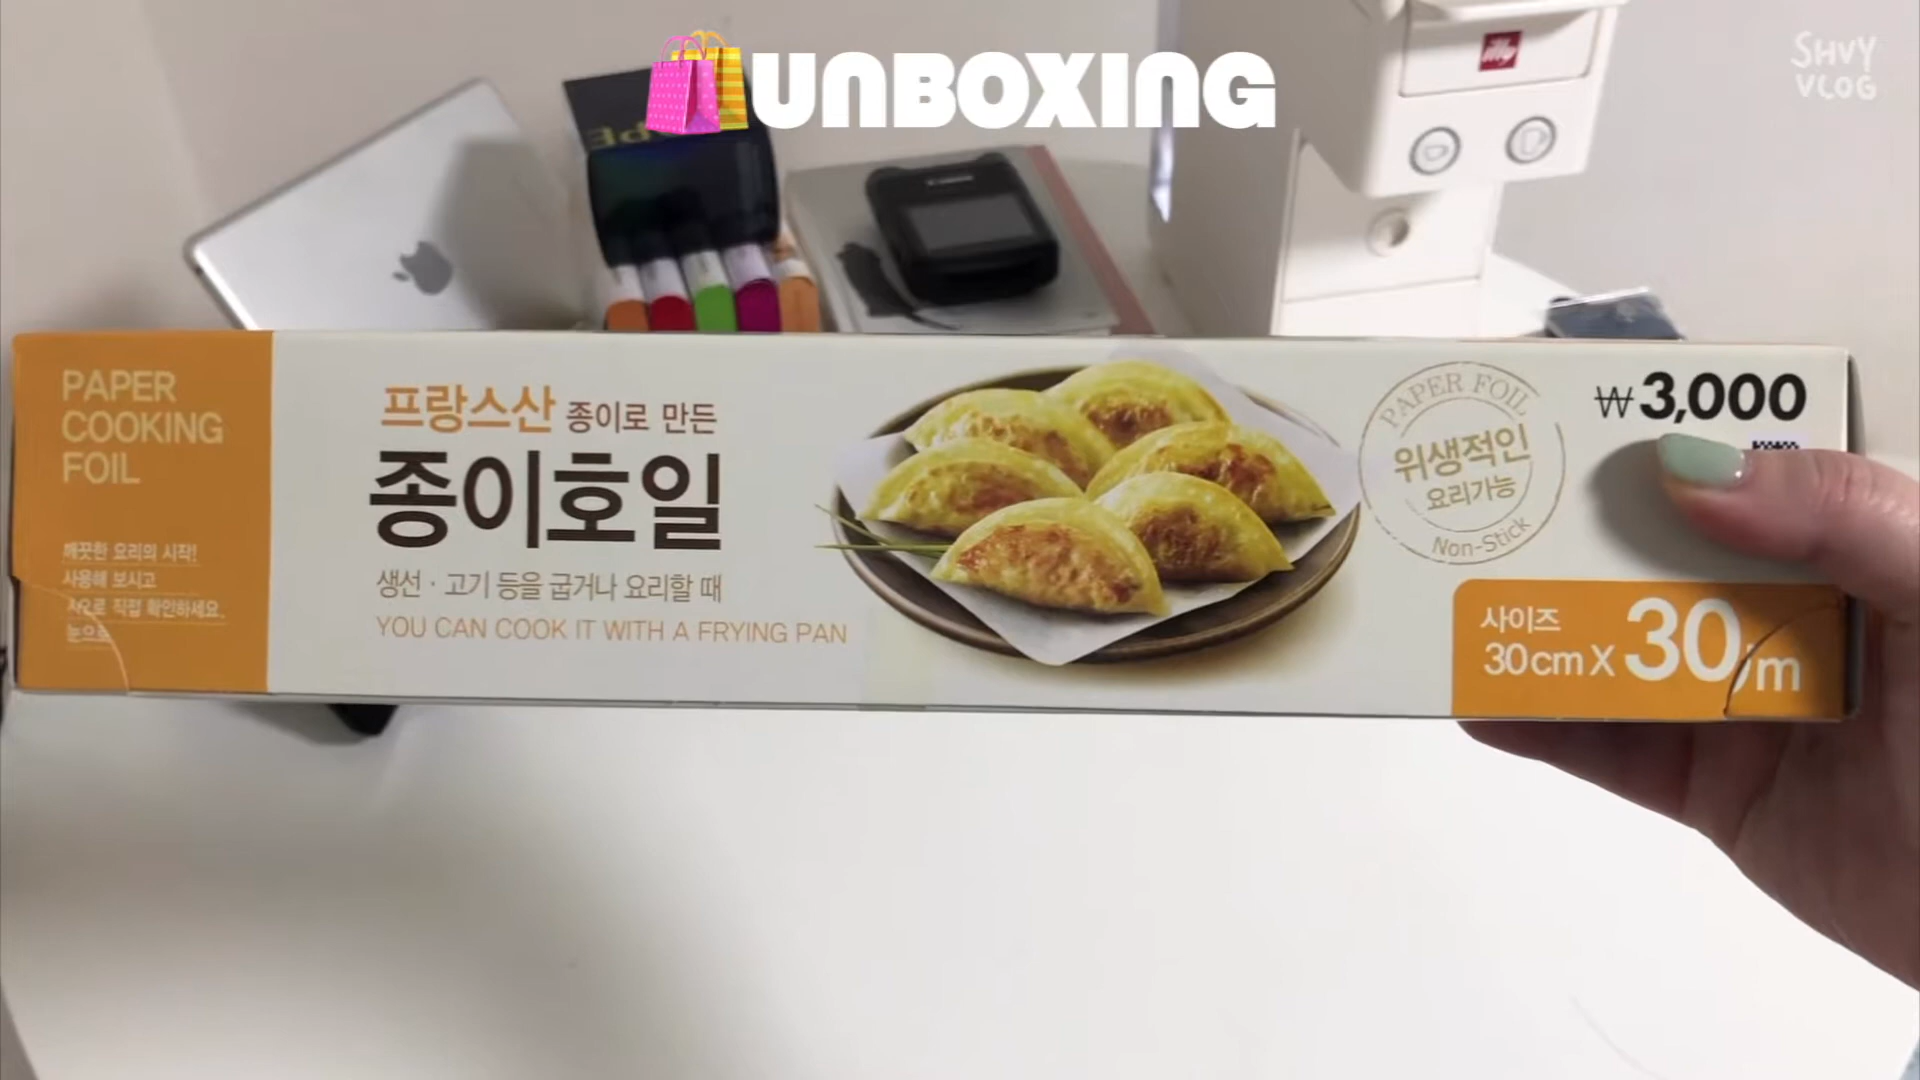 UNBOXING
SHVY
VLOG
illy
Canon
PAPER
COOKING
FOIL
깨끗한 요리의 시작!
사용해 보시고
직접 확인하세요.
프랑스산 종이로 만든
종이호일
생선 · 고기 등을 굽거나 요리할 때
YOU CAN COOK IT WITH A FRYING PAN
PAPER FOIL
위생적인
요리가능
Non-Stick
₩3,000
사이즈
30cm X 30m